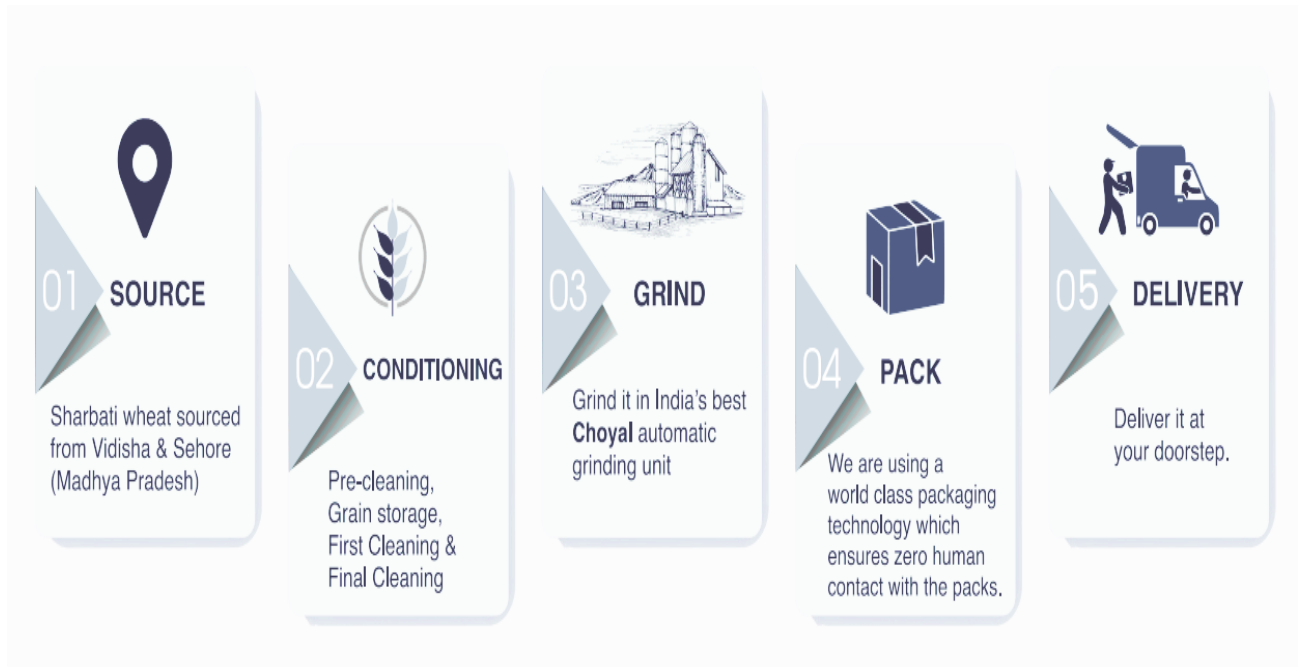 01
SOURCE
Sharbati wheat sourced
from Vidisha & Sehore
(Madhya Pradesh)
02
CONDITIONING
Pre-cleaning,
Grain storage,
First Cleaning &
Final Cleaning
03
GRIND
Grind it in India’s best
Choyal automatic
grinding unit
04
PACK
We are using a
world class packaging
technology which
ensures zero human
contact with the packs.
05
DELIVERY
Deliver it at
your doorstep.